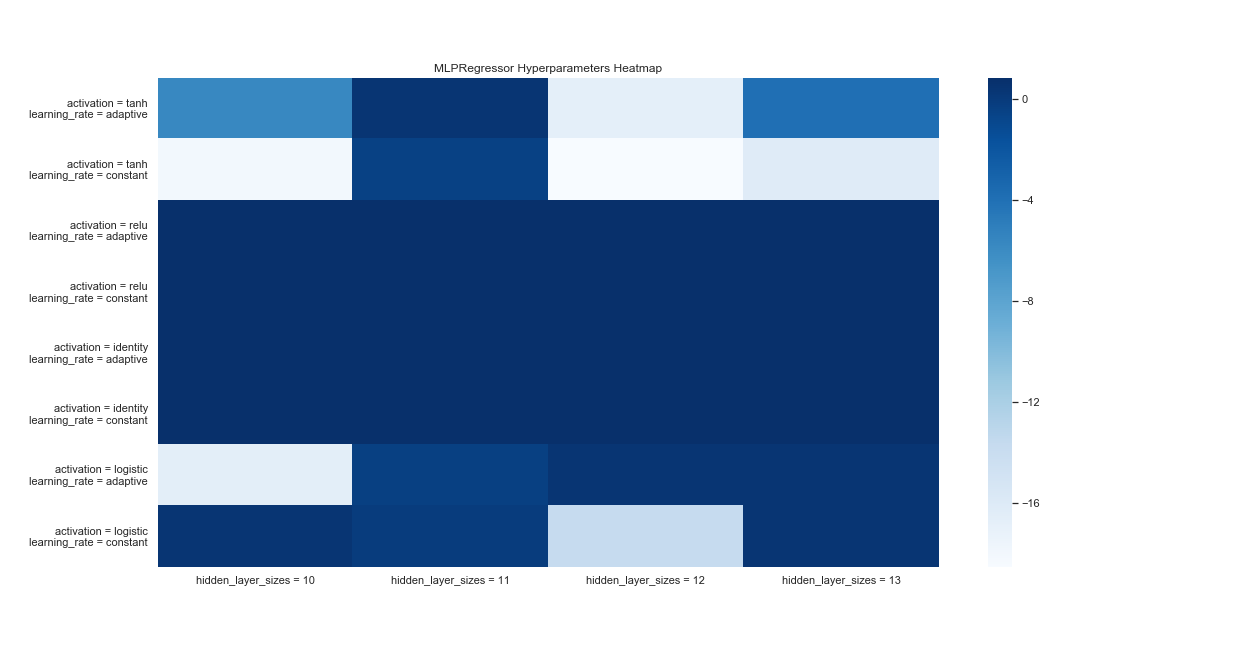 MLPRegressor Hyperparameters Heatmap
activation = tanh
learning_rate = adaptive
activation = tanh
learning_rate = constant
activation = relu
learning_rate = adaptive
activation = relu
learning_rate = constant
activation = identity
learning_rate = adaptive
activation = identity
learning_rate = constant
activation = logistic
learning_rate = adaptive
activation = logistic
learning_rate = constant
hidden_layer_sizes = 10
hidden_layer_sizes = 11
hidden_layer_sizes = 12
hidden_layer_sizes = 13
0
−4
−8
−12
−16